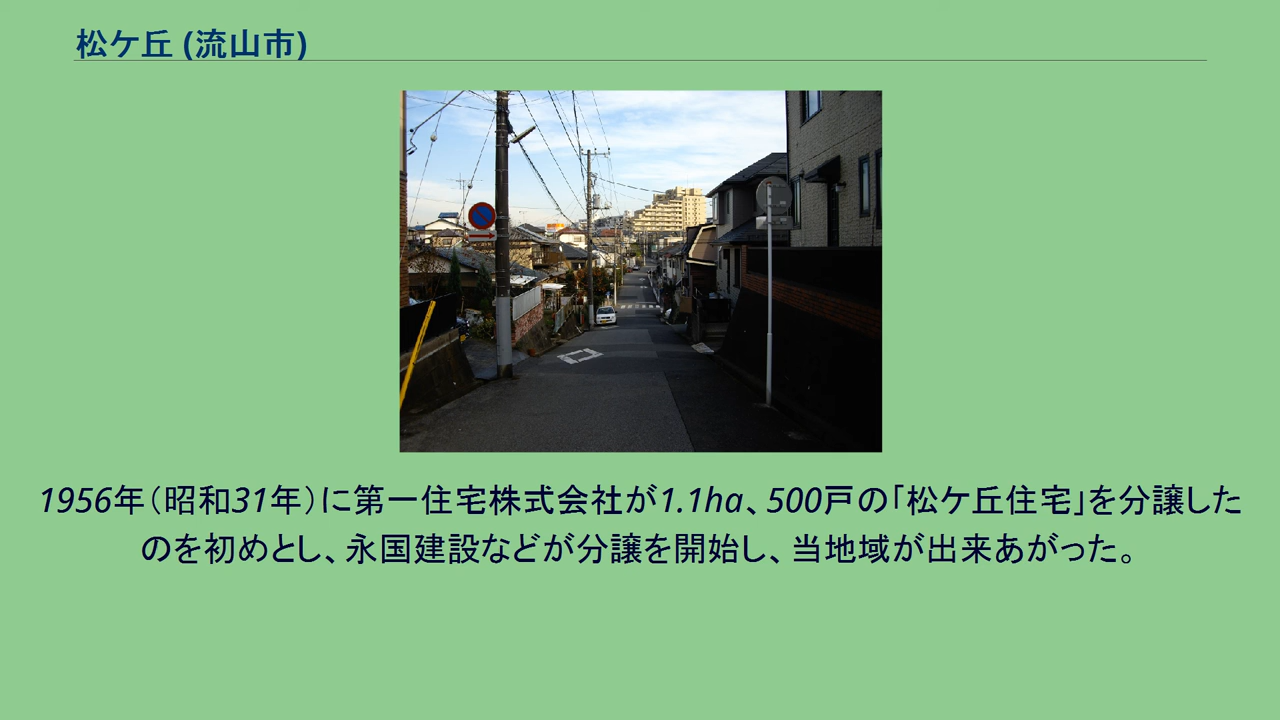 松ケ丘 (流山市)
1956年（昭和31年）に第一住宅株式会社が1.1ha、500戸の「松ケ丘住宅」を分譲した
のを初めとし、永国建設などが分譲を開始し、当地域が出来あがった。